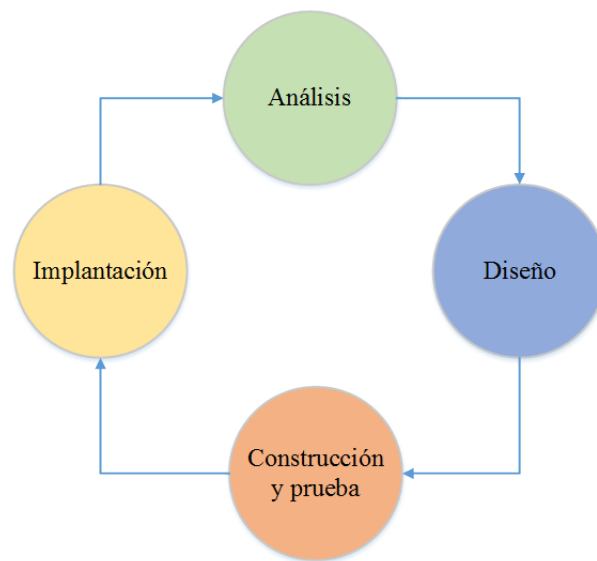 Análisis
Implantación
Diseño
Construcción
y prueba